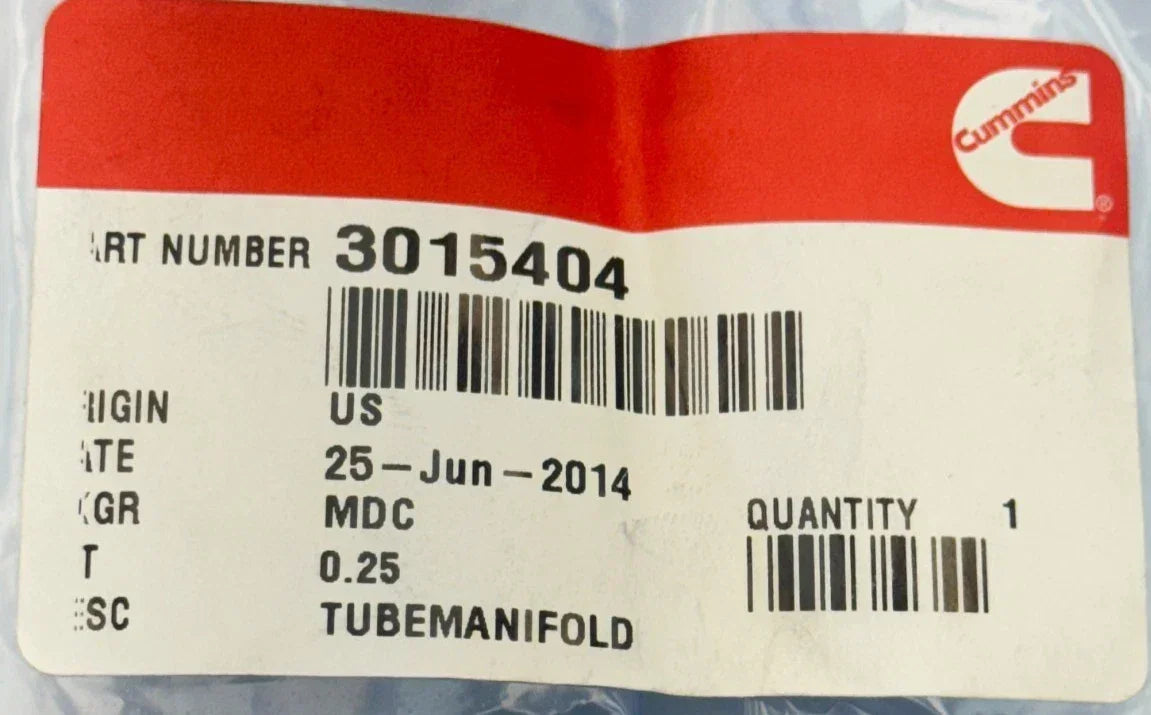 Cummins
®
ART NUMBER 3015404
RIGIN US
ATE 25-Jun-2014
KGR MDC
QUANTITY 1
T 0.25
ESC TUBEMANIFOLD